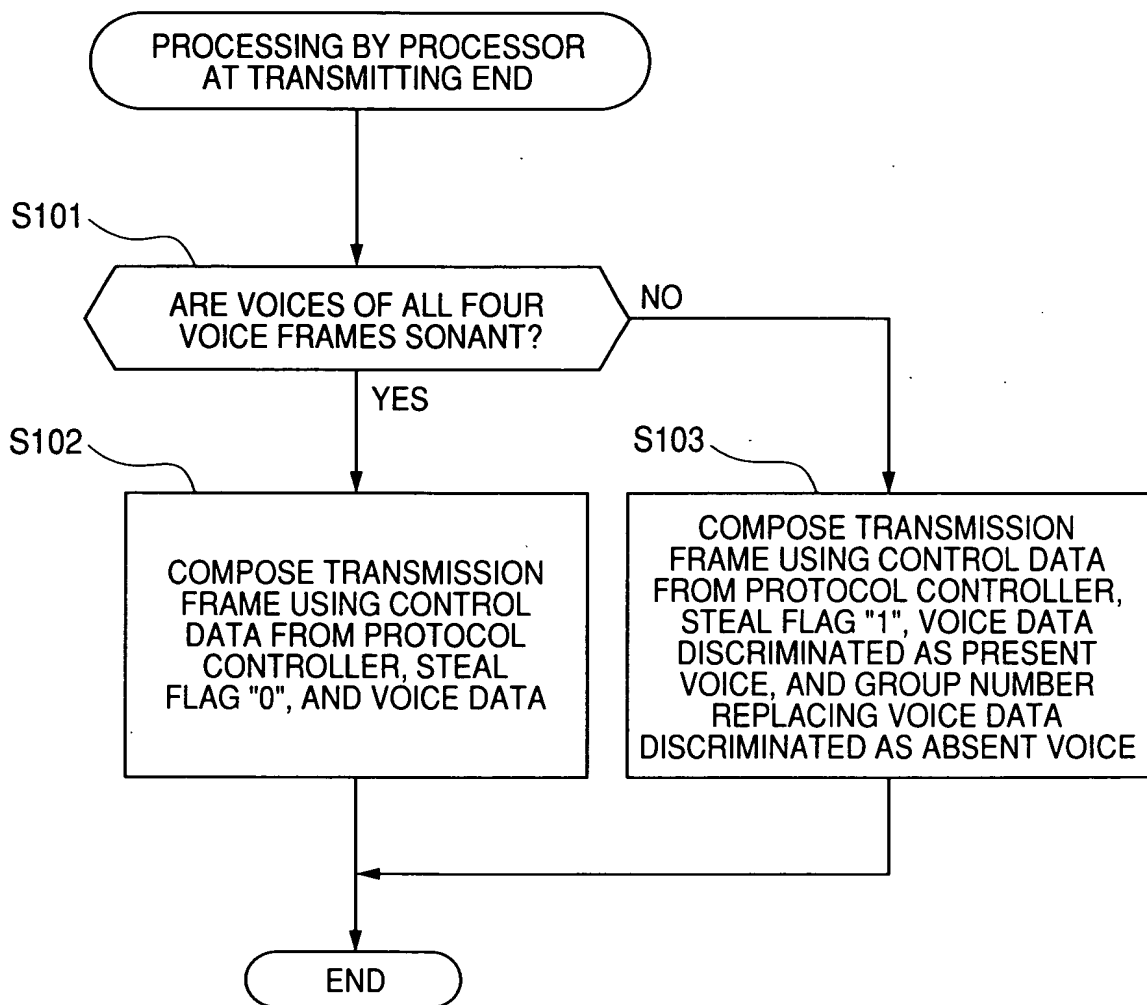 PROCESSING BY PROCESSOR
AT TRANSMITTING END
S101
ARE VOICES OF ALL FOUR
VOICE FRAMES SONANT?
NO
YES
S102
COMPOSE TRANSMISSION
FRAME USING CONTROL
DATA FROM PROTOCOL
CONTROLLER, STEAL
FLAG "0", AND VOICE DATA
S103
COMPOSE TRANSMISSION
FRAME USING CONTROL DATA
FROM PROTOCOL CONTROLLER,
STEAL FLAG "1", VOICE DATA
DISCRIMINATED AS PRESENT
VOICE, AND GROUP NUMBER
REPLACING VOICE DATA
DISCRIMINATED AS ABSENT VOICE
END